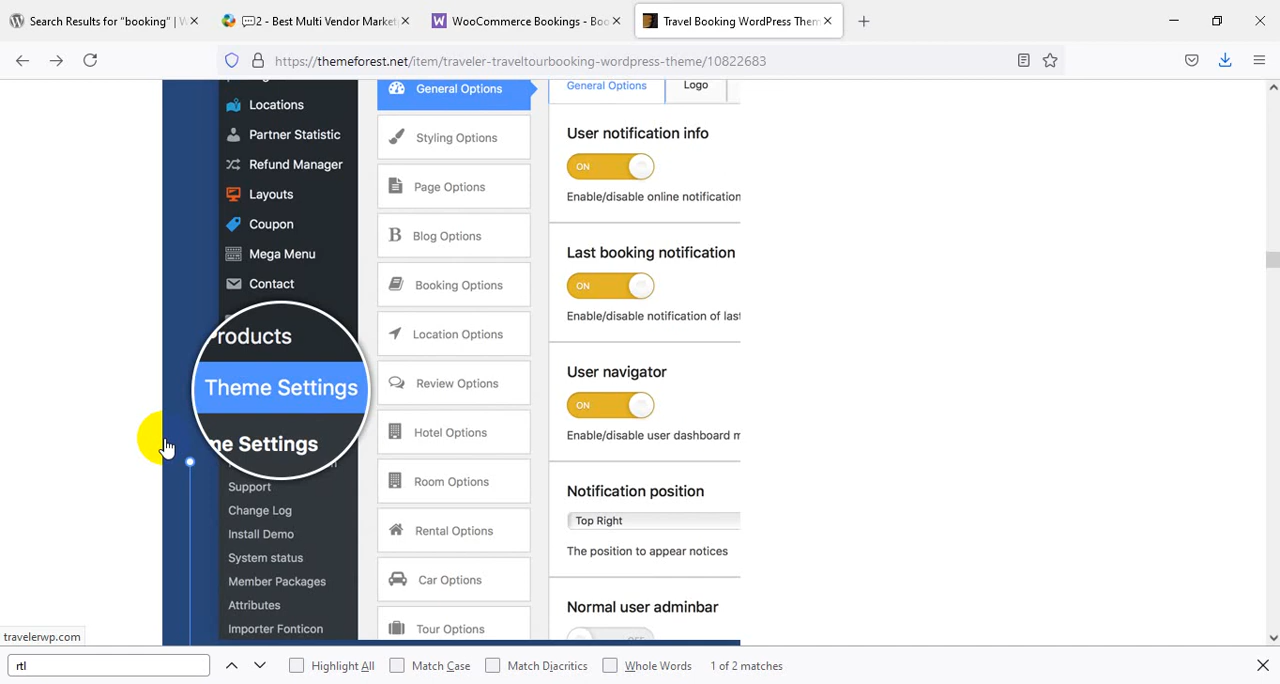 Search Results for "booking" | W
2 - Best Multi Vendor Market
WooCommerce Bookings - Boo
Travel Booking WordPress Them
https://themeforest.net/item/traveler-traveltourbooking-wordpress-theme/10822683
Locations
Partner Statistic
Refund Manager
Layouts
Coupon
Mega Menu
Contact
Products
Theme Settings
me Settings
Support
Change Log
Install Demo
System status
Member Packages
Attributes
Importer Fonticon
General Options
Styling Options
Page Options
Blog Options
Booking Options
Location Options
Review Options
Hotel Options
Room Options
Rental Options
Car Options
Tour Options
General Options
Logo
User notification info
ON
Enable/disable online notification
Last booking notification
ON
Enable/disable notification of last
User navigator
ON
Enable/disable user dashboard m
Notification position
Top Right
The position to appear notices
Normal user adminbar
OFF
travelerwp.com
rtl
Highlight All
Match Case
Match Diacritics
Whole Words
1 of 2 matches